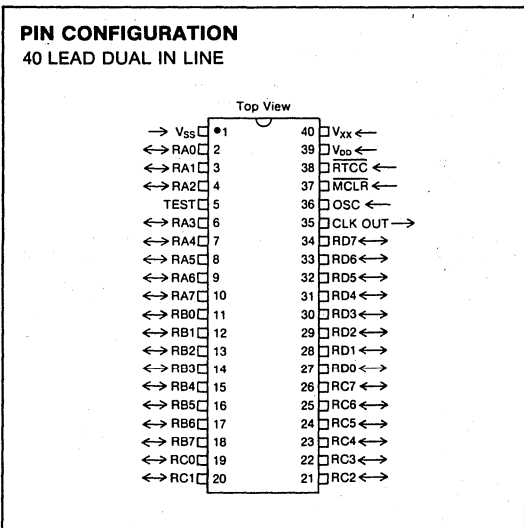 PIN CONFIGURATION
40 LEAD DUAL IN LINE
Top View
→ VSS 1 40 VXX ←
↔ RA0 2 39 VDD ←
↔ RA1 3 38 R̅T̅C̅C̅ ←
↔ RA2 4 37 M̅C̅L̅R̅ ←
TEST 5 36 OSC ←
↔ RA3 6 35 CLK OUT →
↔ RA4 7 34 RD7 ↔
↔ RA5 8 33 RD6 ↔
↔ RA6 9 32 RD5 ↔
↔ RA7 10 31 RD4 ↔
↔ RB0 11 30 RD3 ↔
↔ RB1 12 29 RD2 ↔
↔ RB2 13 28 RD1 ↔
↔ RB3 14 27 RD0 ↔
↔ RB4 15 26 RC7 ↔
↔ RB5 16 25 RC6 ↔
↔ RB6 17 24 RC5 ↔
↔ RB7 18 23 RC4 ↔
↔ RC0 19 22 RC3 ↔
↔ RC1 20 21 RC2 ↔